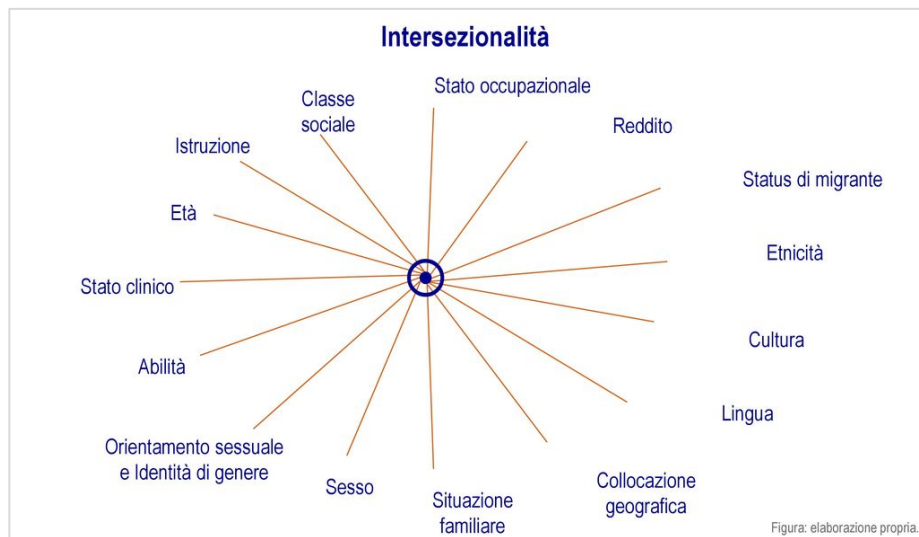 Intersezionalità
Stato occupazionale
Classe
sociale
Reddito
Istruzione
Status di migrante
Età
Etnicità
Stato clinico
Cultura
Abilità
Lingua
Orientamento sessuale
e Identità di genere
Sesso
Situazione
familiare
Collocazione
geografica
Figura: elaborazione propria.